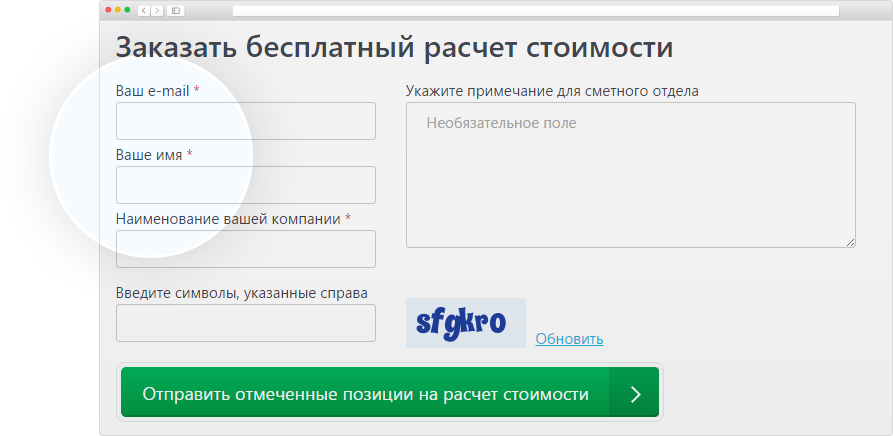 Заказать бесплатный расчет стоимости
Ваш e-mail *
Ваше имя *
Наименование вашей компании *
Укажите примечание для сметного отдела
Необязательное поле
Введите символы, указанные справа
sfgkro
Обновить
Отправить отмеченные позиции на расчет стоимости